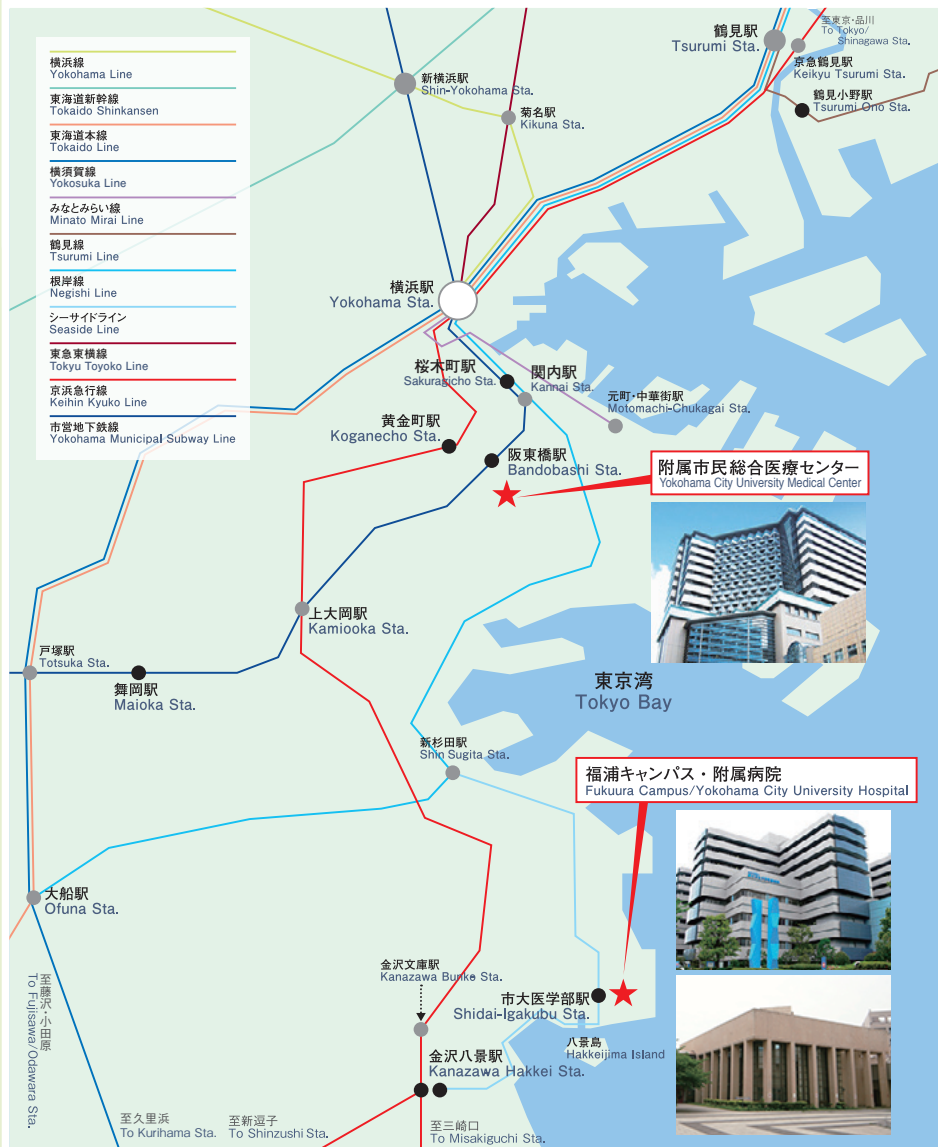 横浜線
Yokohama Line
東海道新幹線
Tokaido Shinkansen
東海道本線
Tokaido Line
横須賀線
Yokosuka Line
みなとみらい線
Minato Mirai Line
鶴見線
Tsurumi Line
根岸線
Negishi Line
シーサイドライン
Seaside Line
東急東横線
Tokyu Toyoko Line
京浜急行線
Keihin Kyuko Line
市営地下鉄線
Yokohama Municipal Subway Line
鶴見駅
Tsurumi Sta.
至東京・品川
To Tokyo/
Shinagawa Sta.
京急鶴見駅
Keikyu Tsurumi Sta.
鶴見小野駅
Tsurumi Ono Sta.
新横浜駅
Shin-Yokohama Sta.
菊名駅
Kikuna Sta.
横浜駅
Yokohama Sta.
桜木町駅
Sakuragicho Sta.
関内駅
Kannai Sta.
元町・中華街駅
Motomachi-Chukagai Sta.
黄金町駅
Koganecho Sta.
阪東橋駅
Bandobashi Sta.
附属市民総合医療センター
Yokohama City University Medical Center
上大岡駅
Kamiooka Sta.
戸塚駅
Totsuka Sta.
舞岡駅
Maioka Sta.
東京湾
Tokyo Bay
新杉田駅
Shin Sugita Sta.
福浦キャンパス・附属病院
Fukuura Campus/Yokohama City University Hospital
大船駅
Ofuna Sta.
至藤沢・小田原
To Fujisawa/Odawara Sta.
金沢文庫駅
Kanazawa Bunko Sta.
市大医学部駅
Shidai-Igakubu Sta.
八景島
Hakkeijima Island
金沢八景駅
Kanazawa Hakkei Sta.
至久里浜
To Kurihama Sta.
至新逗子
To Shinzushi Sta.
至三崎口
To Misakiguchi Sta.